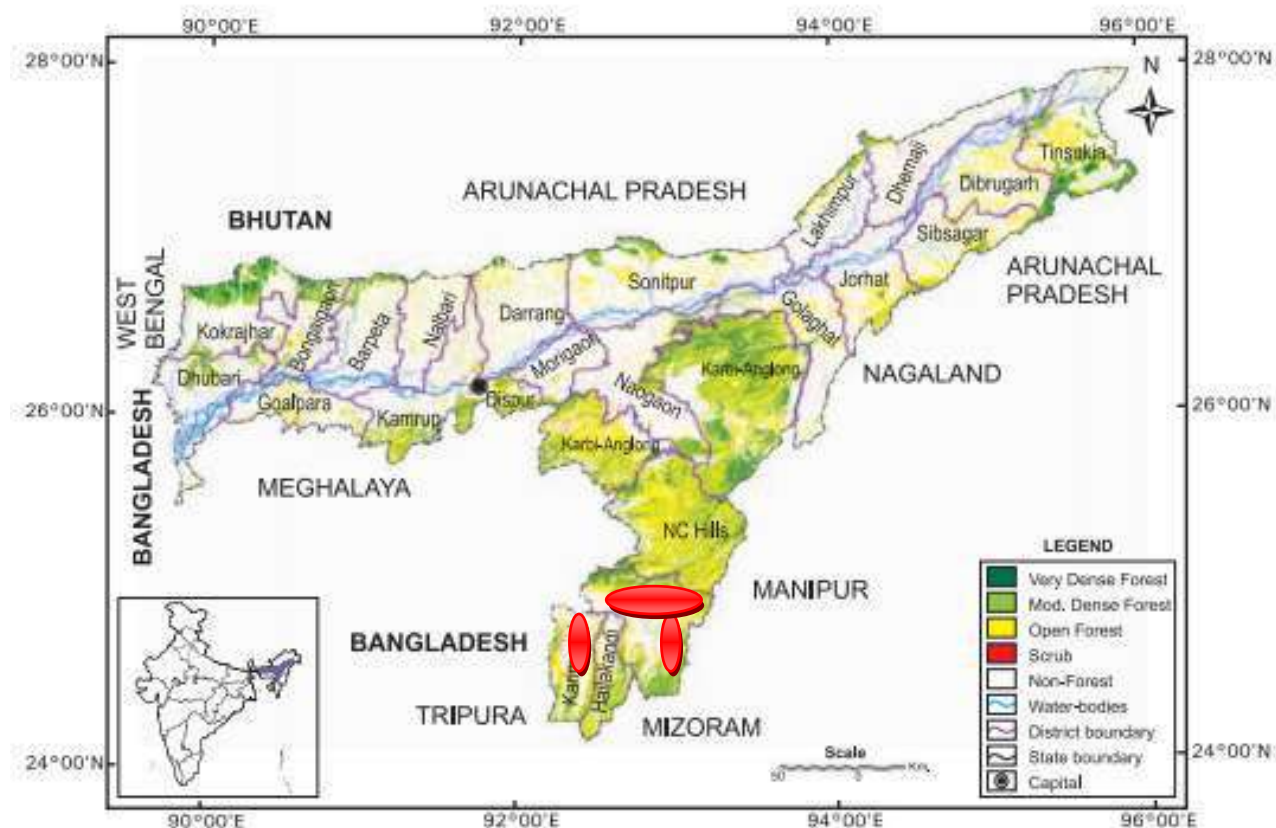 90°00'E 92°00'E 94°00'E 96°00'E
28°00'N 28°00'N
N
Tinsukia
Dhemaji
Dibrugarh
ARUNACHAL PRADESH
Lakhimpur
BHUTAN
Sibsagar
ARUNACHAL
PRADESH
WEST
BENGAL
Sonitpur
Jorhat
Darrang
Golaghat
Kokrajhar
Bongaigaon
Barpeta
Nalbari
Morigaon
Karbi-Anglong
NAGALAND
Dhubari
Naogaon
26°00'N 26°00'N
Goalpara
Kamrup
Dispur
BANGLADESH
Karbi-Anglong
MEGHALAYA
NC Hills
LEGEND
Very Dense Forest
Mod. Dense Forest
Open Forest
Scrub
Non-Forest
Water-bodies
District boundary
State boundary
Capital
MANIPUR
BANGLADESH
Hailakandi
TRIPURA
MIZORAM
24°00'N 24°00'N
Scale
50 0 Km
90°00'E 92°00'E 94°00'E 96°00'E